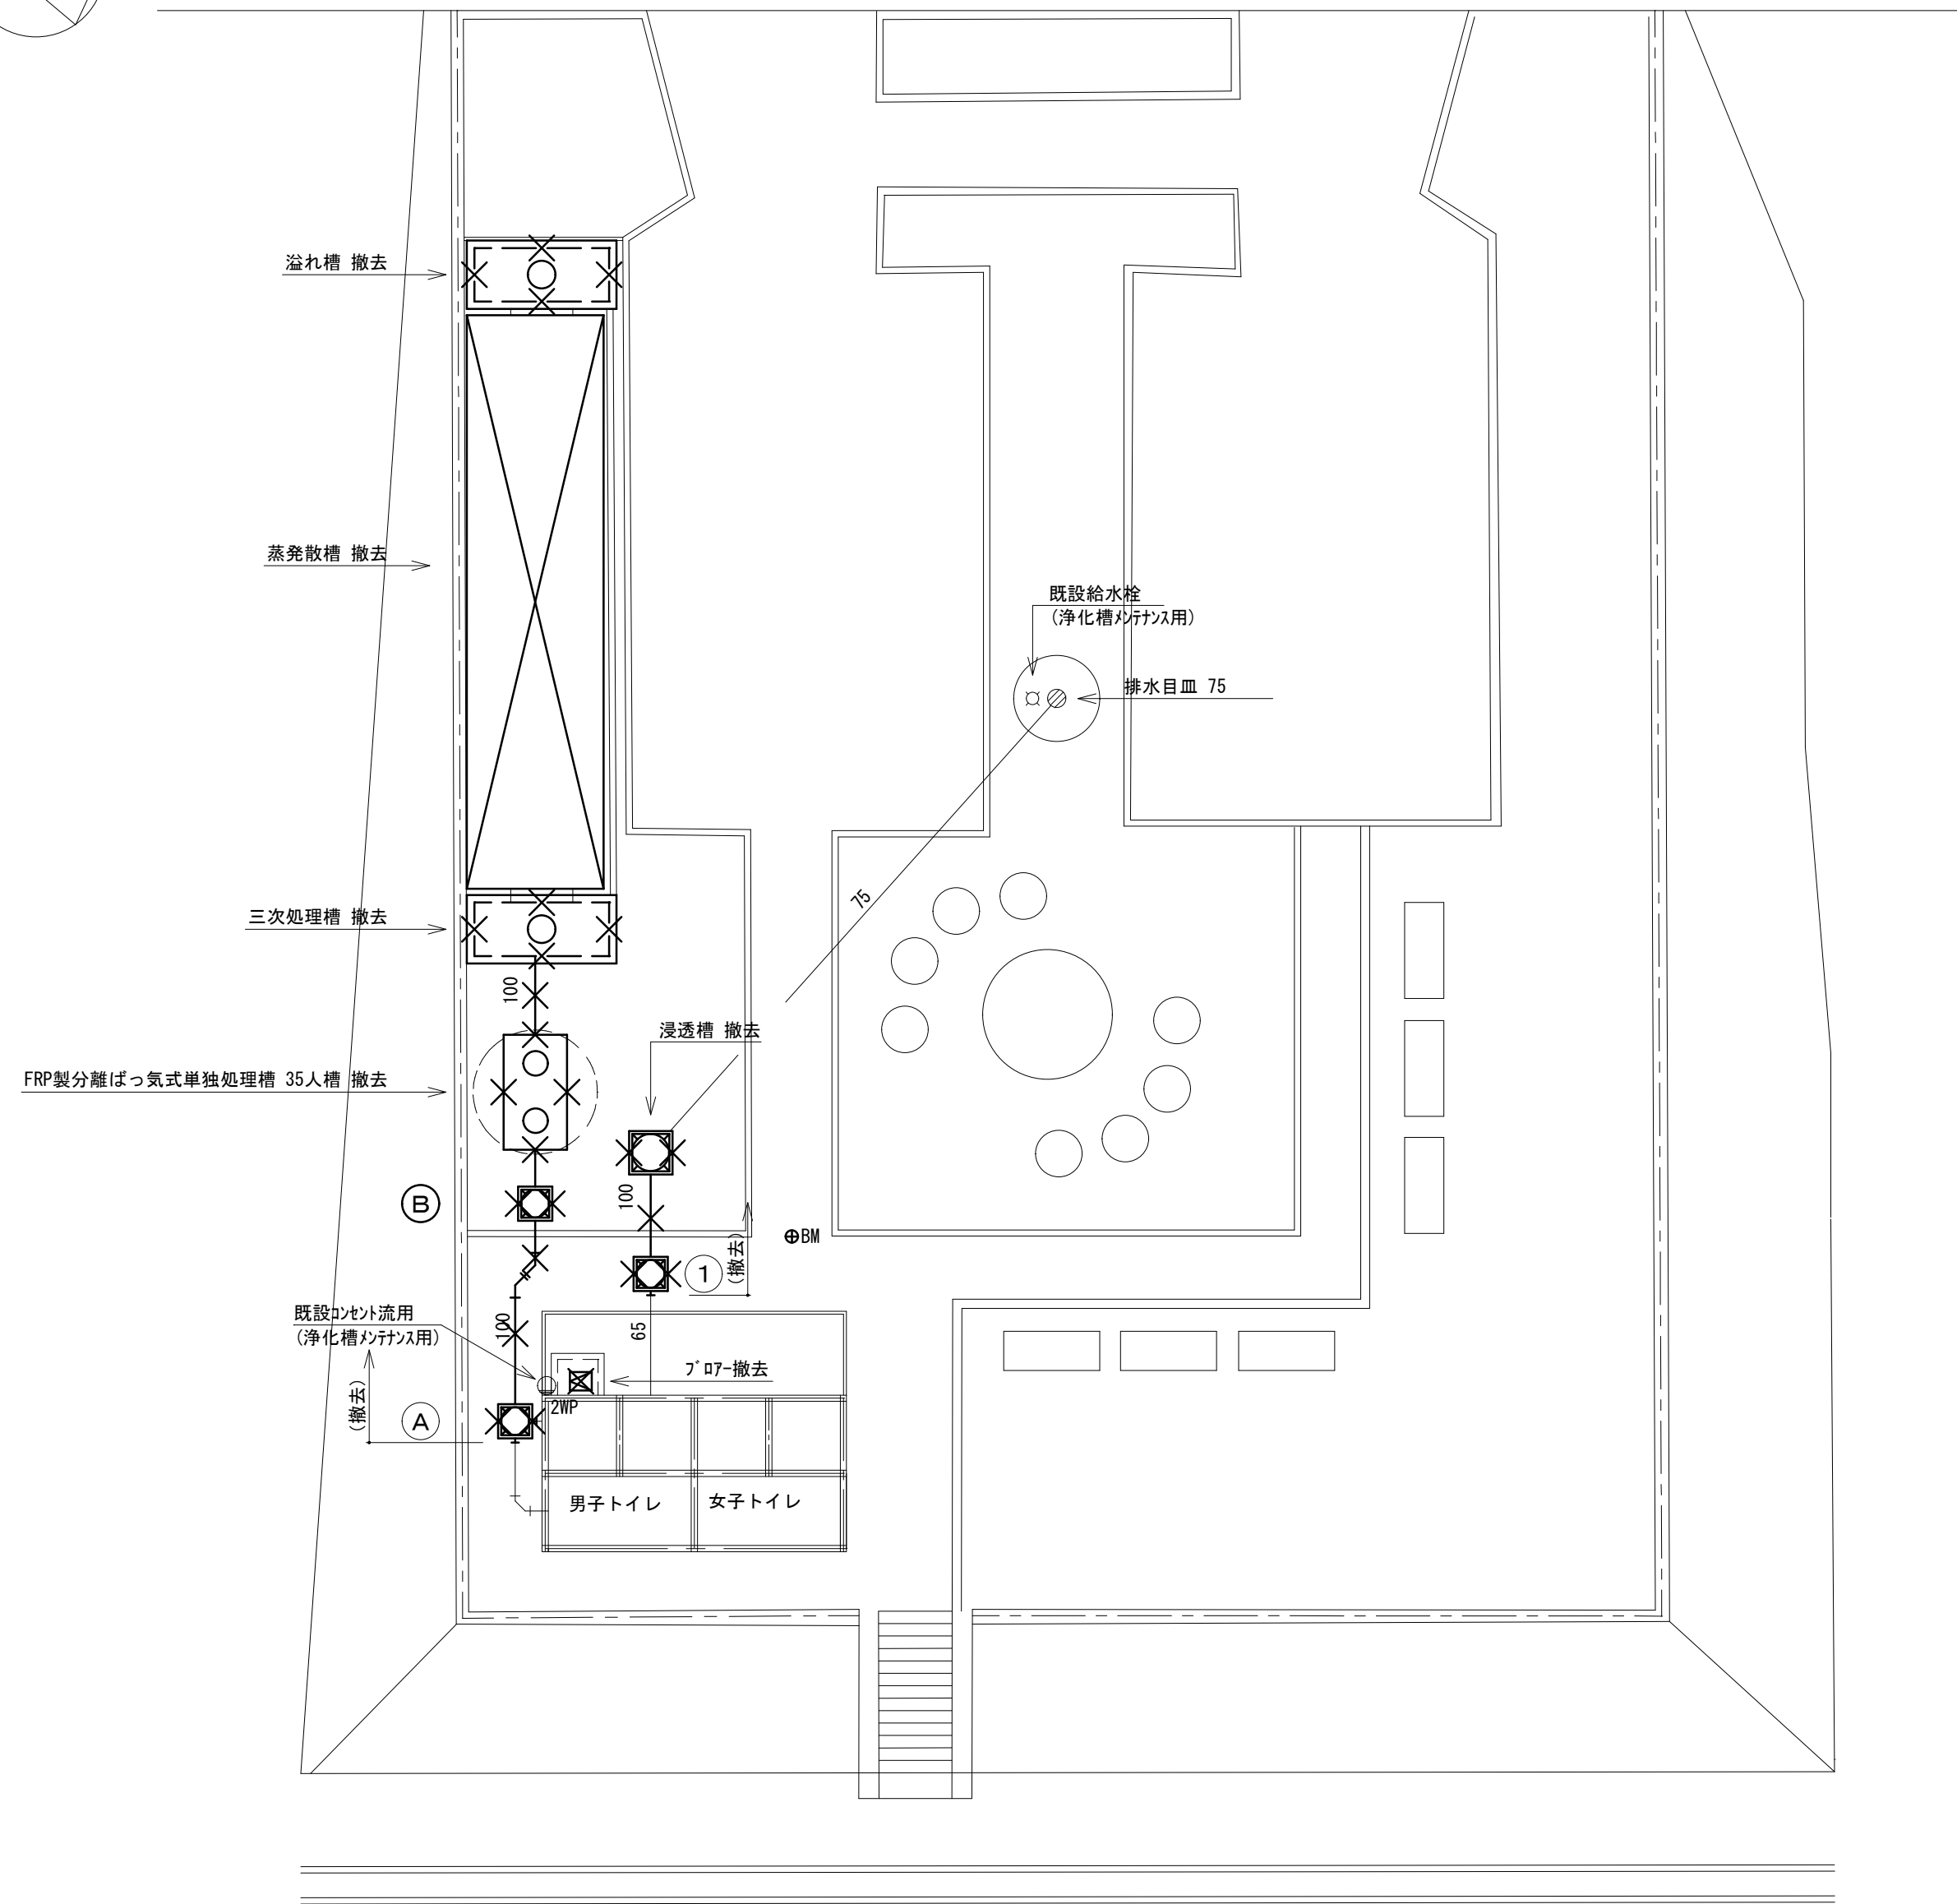 溢れ槽 撤去
蒸発散槽 撤去
既設給水栓
(浄化槽ﾒﾝﾃﾅﾝｽ用)
排水目皿 75
75
三次処理槽 撤去
100
浸透槽 撤去
FRP製分離ばっ気式単独処理槽 35人槽 撤去
100
B
BM
1
(撤去)
既設ｺﾝｾﾝﾄ流用
(浄化槽ﾒﾝﾃﾅﾝｽ用)
100
65
ﾌﾞﾛｱｰ撤去
2WP
(撤去)
A
男子トイレ
女子トイレ